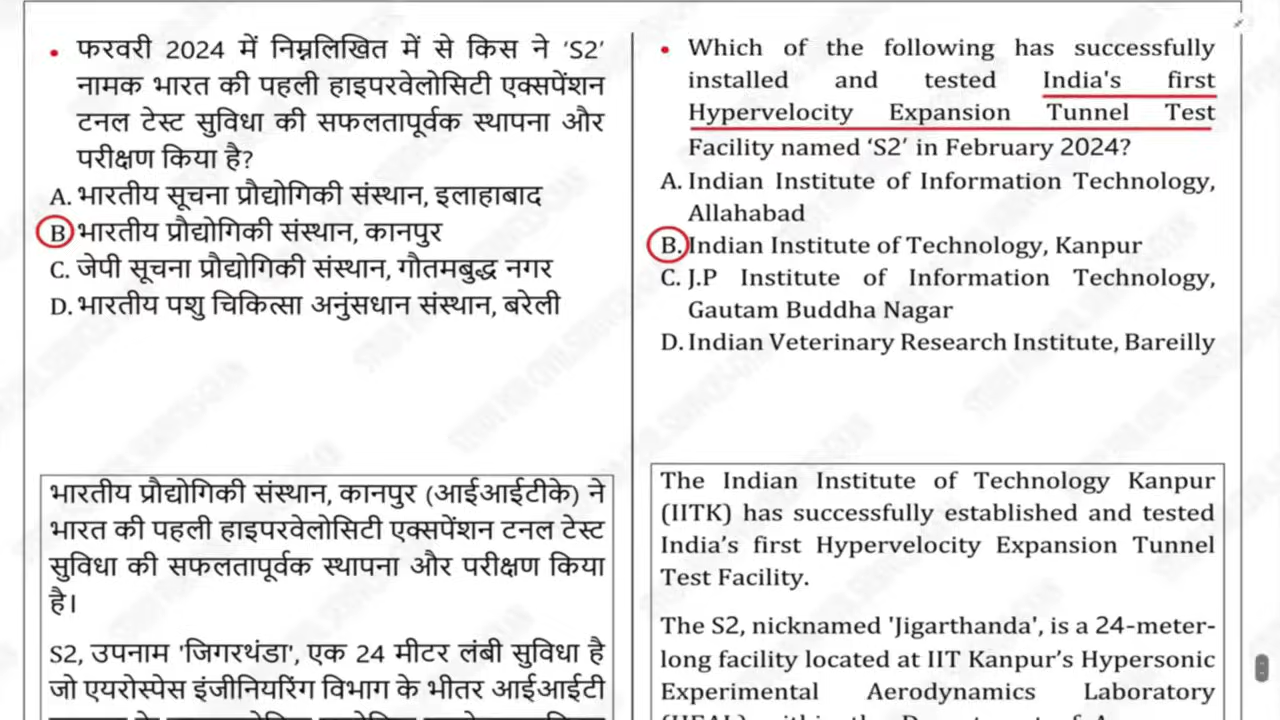 • फरवरी 2024 में निम्नलिखित में से किस ने ‘S2’
नामक भारत की पहली हाइपरवेलोसिटी एक्सपेंशन
टनल टेस्ट सुविधा की सफलतापूर्वक स्थापना और
परीक्षण किया है?
A. भारतीय सूचना प्रौद्योगिकी संस्थान, इलाहाबाद
B भारतीय प्रौद्योगिकी संस्थान, कानपुर
C. जेपी सूचना प्रौद्योगिकी संस्थान, गौतमबुद्ध नगर
D. भारतीय पशु चिकित्सा अनुंसधान संस्थान, बरेली
भारतीय प्रौद्योगिकी संस्थान, कानपुर (आईआईटीके) ने
भारत की पहली हाइपरवेलोसिटी एक्सपेंशन टनल टेस्ट
सुविधा की सफलतापूर्वक स्थापना और परीक्षण किया
है।
S2, उपनाम 'जिगरथंडा', एक 24 मीटर लंबी सुविधा है
जो एयरोस्पेस इंजीनियरिंग विभाग के भीतर आईआईटी
• Which of the following has successfully
installed and tested India's first
Hypervelocity Expansion Tunnel Test
Facility named ‘S2’ in February 2024?
A. Indian Institute of Information Technology,
Allahabad
B. Indian Institute of Technology, Kanpur
C. J.P Institute of Information Technology,
Gautam Buddha Nagar
D. Indian Veterinary Research Institute, Bareilly
The Indian Institute of Technology Kanpur
(IITK) has successfully established and tested
India’s first Hypervelocity Expansion Tunnel
Test Facility.
The S2, nicknamed 'Jigarthanda', is a 24-meter-
long facility located at IIT Kanpur’s Hypersonic
Experimental Aerodynamics Laboratory